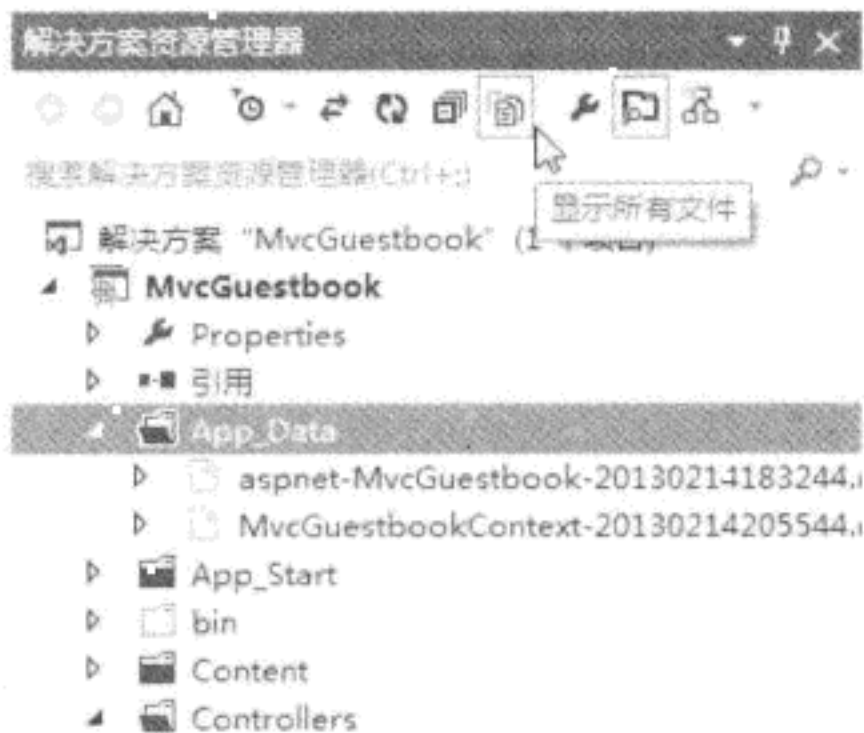 解决方案资源管理器
搜索解决方案资源管理器(Ctrl+;)
显示所有文件
解决方案 "MvcGuestbook" (1
MvcGuestbook
Properties
引用
App_Data
aspnet-MvcGuestbook-20130214183244.
MvcGuestbookContext-20130214205544.
App_Start
bin
Content
Controllers